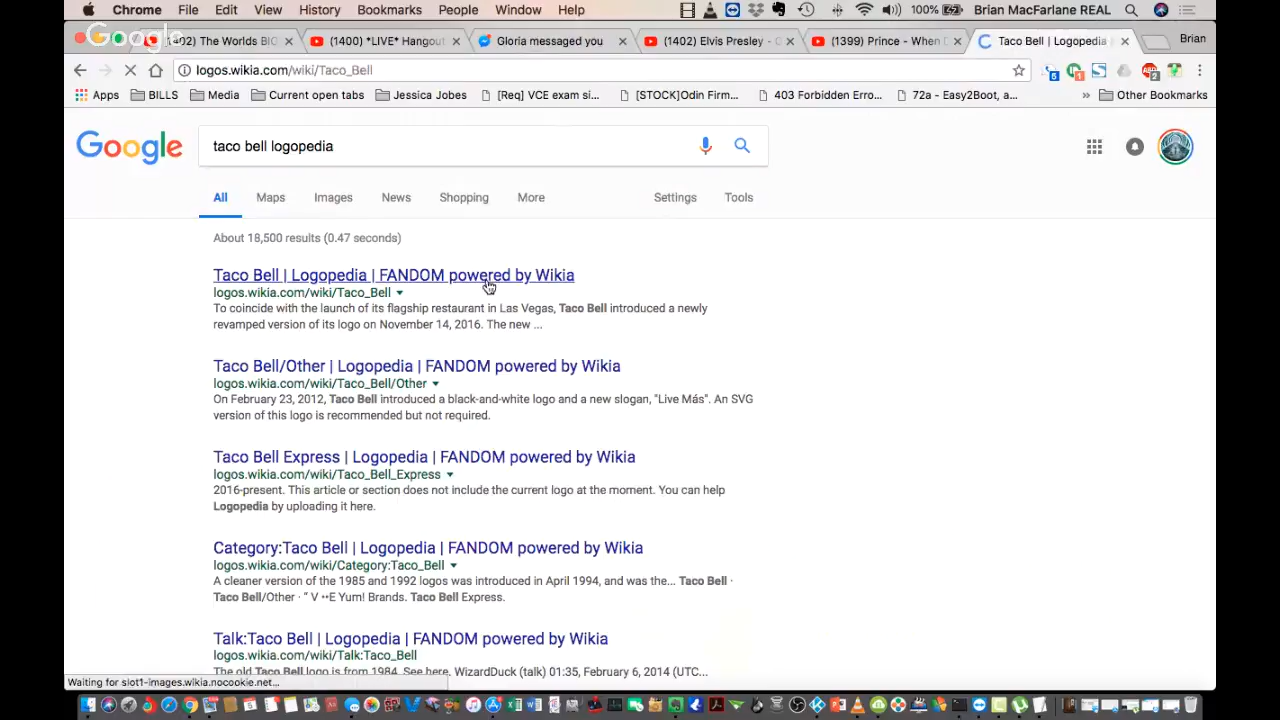 Chrome File Edit View History Bookmarks People Window Help 100% Brian MacFarlane REAL
Google
(1402) The Worlds BIG (1400) *LIVE* Hangout Gloria messaged you (1402) Elvis Presley - (1399) Prince - When D Taco Bell | Logopedia Brian
logos.wikia.com/wiki/Taco_Bell
Apps BILLS Media Current open tabs Jessica Jobes [Req] VCE exam si... [STOCK]Odin Firm... 403 Forbidden Erro... 72a - Easy2Boot, a... » Other Bookmarks
Google taco bell logopedia
All Maps Images News Shopping More Settings Tools
About 18,500 results (0.47 seconds)
Taco Bell | Logopedia | FANDOM powered by Wikia
logos.wikia.com/wiki/Taco_Bell
To coincide with the launch of its flagship restaurant in Las Vegas, Taco Bell introduced a newly
revamped version of its logo on November 14, 2016. The new ...
Taco Bell/Other | Logopedia | FANDOM powered by Wikia
logos.wikia.com/wiki/Taco_Bell/Other
On February 23, 2012, Taco Bell introduced a black-and-white logo and a new slogan, "Live Más". An SVG
version of this logo is recommended but not required.
Taco Bell Express | Logopedia | FANDOM powered by Wikia
logos.wikia.com/wiki/Taco_Bell_Express
2016-present. This article or section does not include the current logo at the moment. You can help
Logopedia by uploading it here.
Category:Taco Bell | Logopedia | FANDOM powered by Wikia
logos.wikia.com/wiki/Category:Taco_Bell
A cleaner version of the 1985 and 1992 logos was introduced in April 1994, and was the... Taco Bell ·
Taco Bell/Other · " V ••E Yum! Brands. Taco Bell Express.
Talk:Taco Bell | Logopedia | FANDOM powered by Wikia
logos.wikia.com/wiki/Talk:Taco_Bell
The old Taco Bell logo is from 1984. See here. WizardDuck (talk) 01:35, February 6, 2014 (UTC...
Waiting for slot1-images.wikia.nocookie.net...